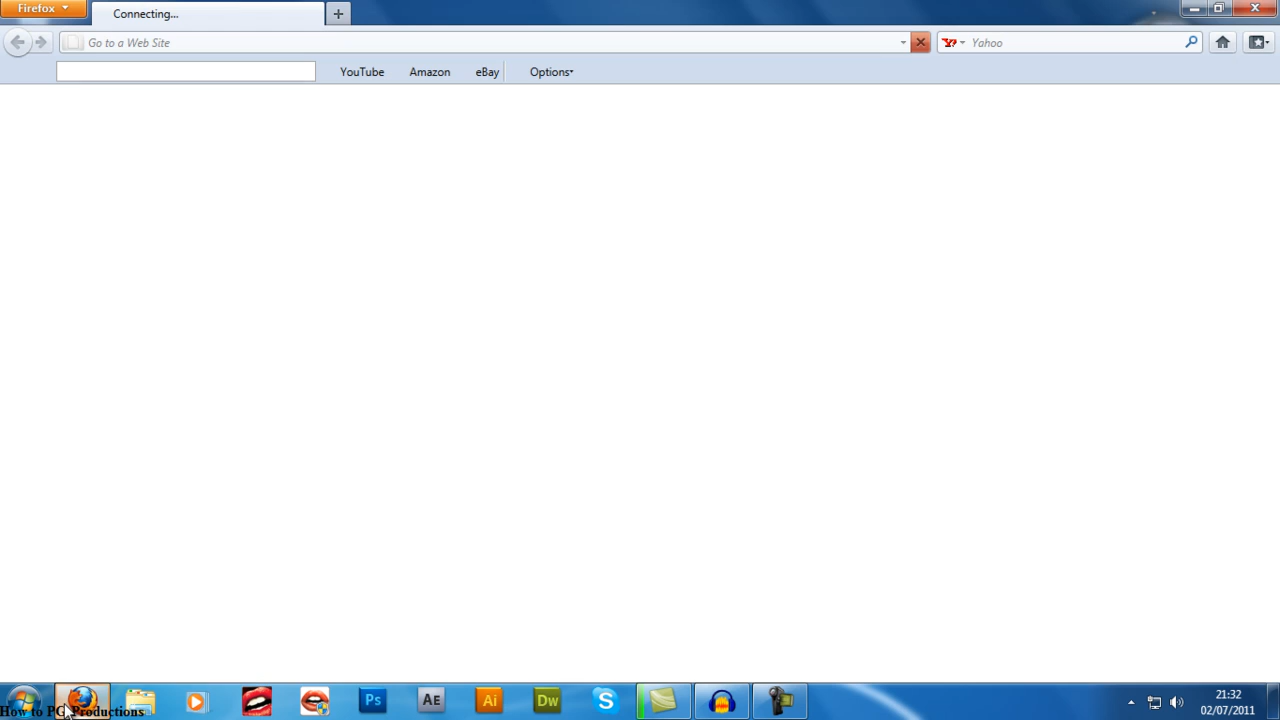 Firefox
Connecting...
Go to a Web Site
Yahoo
YouTube Amazon eBay Options
Ps Ae Ai Dw S
21:32
02/07/2011
How to PC Productions